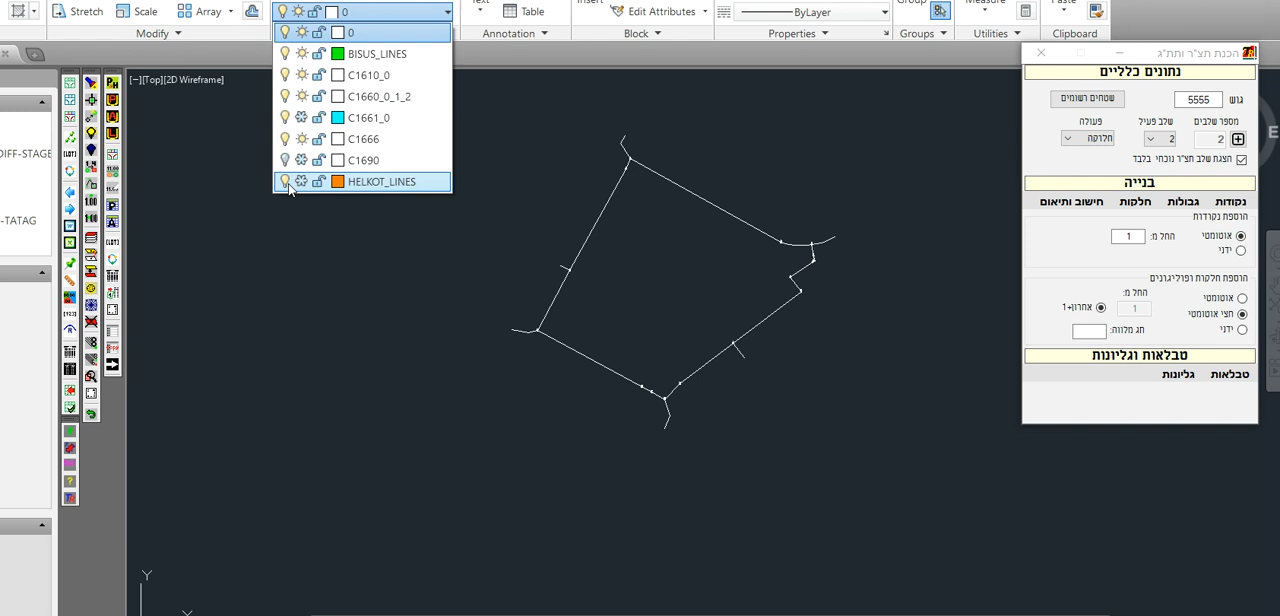 Stretch
Scale
Array
Modify
0
0
BISUS_LINES
C1610_0
C1660_0_1_2
C1661_0
C1666
C1690
HELKOT_LINES
Text
Table
Annotation
Insert
Edit Attributes
Block
ByLayer
Properties
Group
Groups
Measure
Utilities
Paste
Clipboard
[−][Top][2D Wireframe]
DIFF-STAGE
-TATAG
E
Y
הכנת תצ"ר ותת"ג
נתונים כלליים
גוש 5555 שטחים רשומים
מספר שלבים שלב פעיל פעולה
2 2 חלוקה
הצגת שלב תצ"ר נוכחי בלבד
בנייה
נקודות גבולות חלקות חישוב ותיאום
הוספת נקודות
אוטומטי החל מ: 1
ידני
הוספת חלקות ופוליגונים
אוטומטי החל מ:
חצי אוטומטי 1 אחרון+1
ידני תג מלווה:
טבלאות וגליונות
טבלאות גליונות